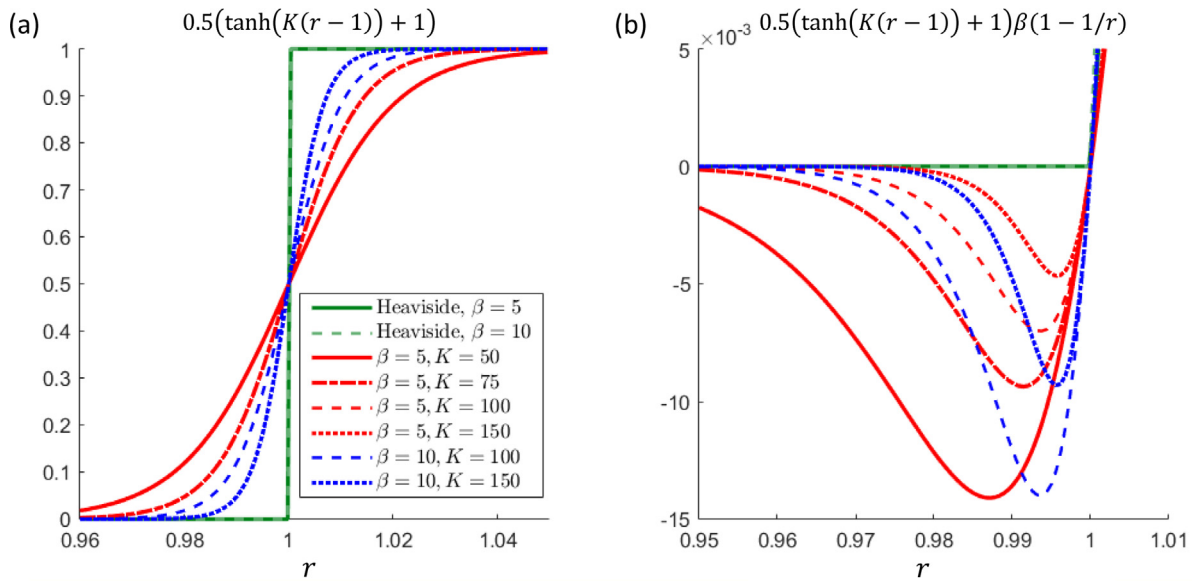 (a)
0.5(tanh(K(r − 1)) + 1)
1
0.9
0.8
0.7
0.6
0.5
0.4
0.3
0.2
0.1
0
0.96
0.98
1
1.02
1.04
r
Heaviside, β = 5
Heaviside, β = 10
β = 5, K = 50
β = 5, K = 75
β = 5, K = 100
β = 5, K = 150
β = 10, K = 100
β = 10, K = 150
(b)
0.5(tanh(K(r − 1)) + 1)β(1 − 1/r)
×10⁻³
5
0
-5
-10
-15
0.95
0.96
0.97
0.98
0.99
1
1.01
r